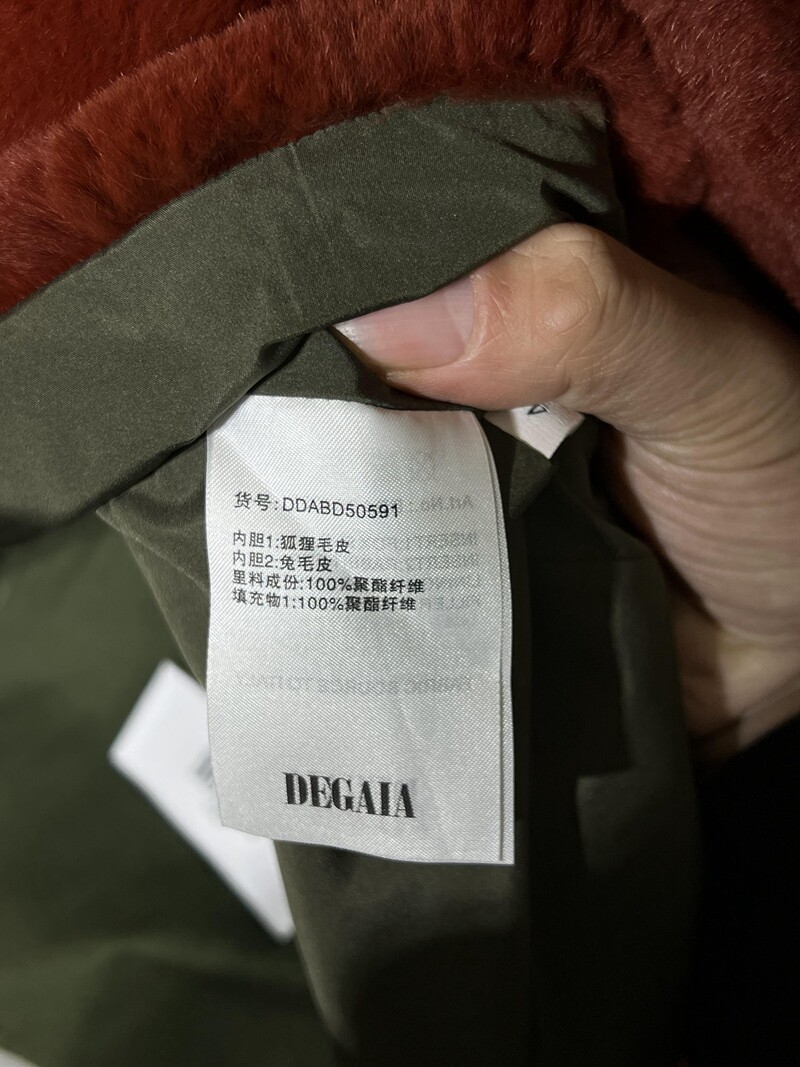 货号:DDABD50591
内胆1:狐狸毛皮
内胆2:兔毛皮
里料成份:100%聚酯纤维
填充物1:100%聚酯纤维
DEGAIA